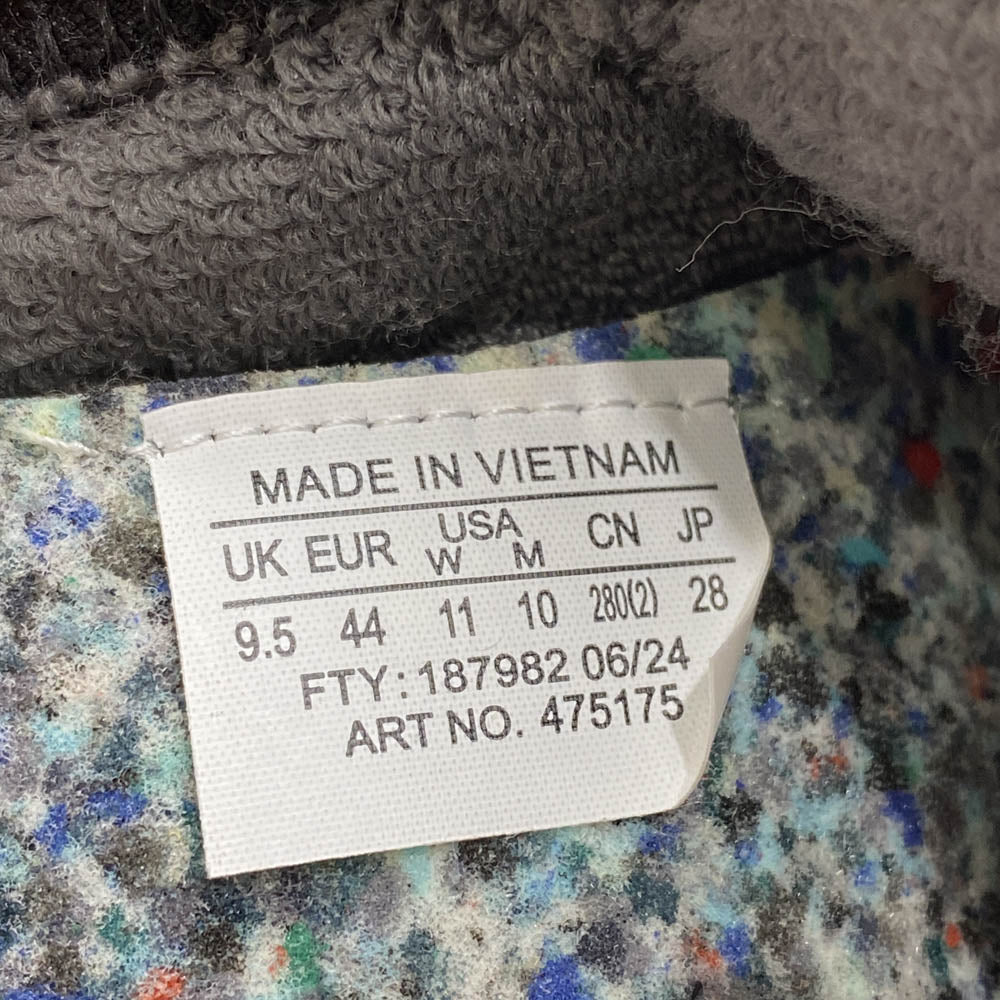 MADE IN VIETNAM
UK EUR USA CN JP
W M
9.5 44 11 10 280(2) 28
FTY: 187982 06/24
ART NO. 475175